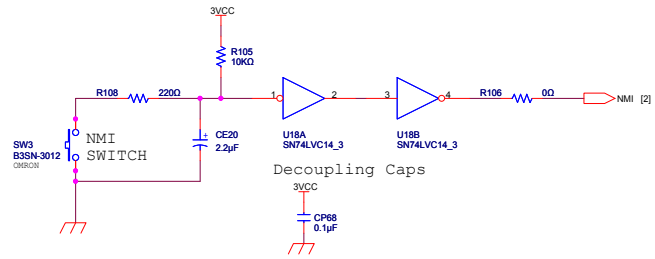 3VCC
R105
10KΩ
R108 220Ω
1 2 3 4
R106 0Ω
NMI [2]
SW3
B3SN-3012
OMRON
NMI
SWITCH
CE20
2.2µF
+
U18A
SN74LVC14_3
U18B
SN74LVC14_3
Decoupling Caps
3VCC
CP68
0.1µF